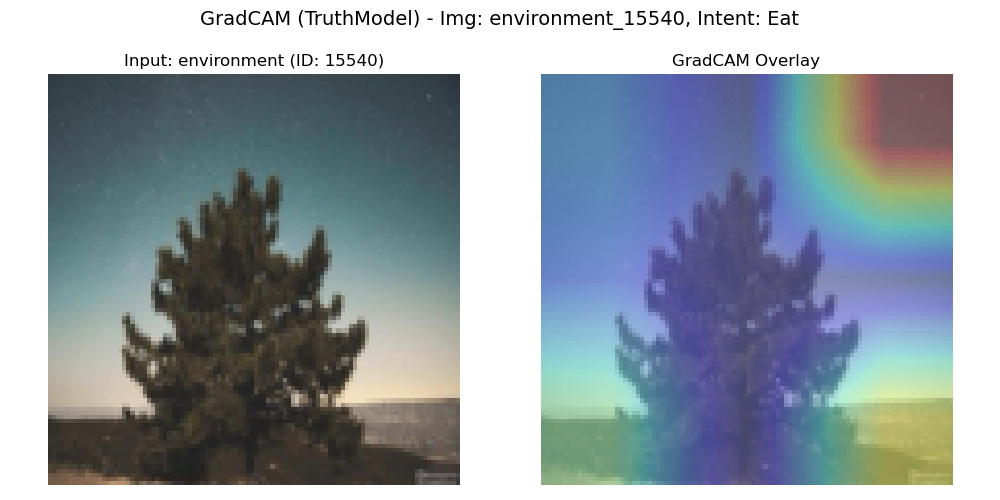 GradCAM (TruthModel) - Img: environment_15540, Intent: Eat
Input: environment (ID: 15540)
GradCAM Overlay